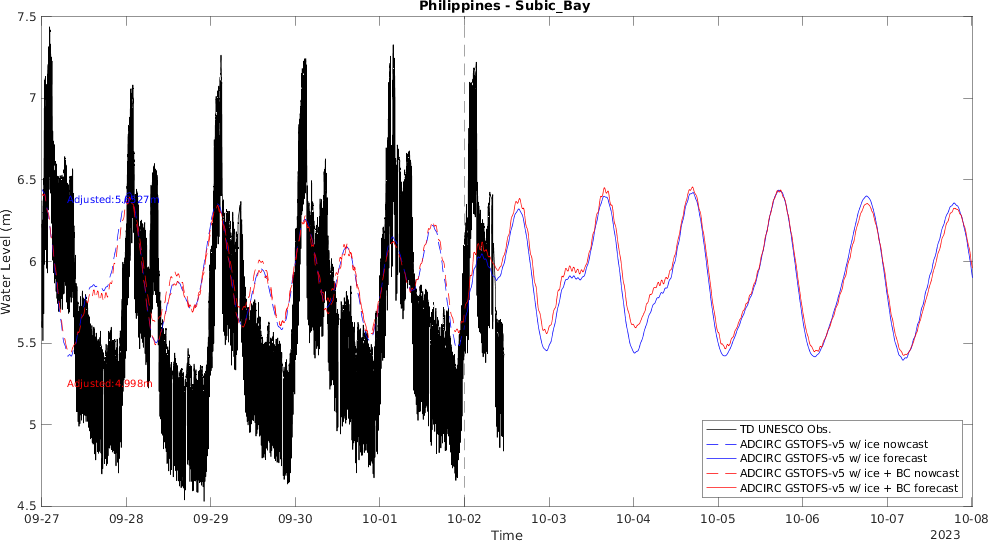 Philippines - Subic_Bay
Water Level (m)
7.5
7
6.5
6
5.5
5
4.5
Adjusted:4.998m
TD UNESCO Obs.
ADCIRC GSTOFS-v5 w/ ice nowcast
ADCIRC GSTOFS-v5 w/ ice forecast
ADCIRC GSTOFS-v5 w/ ice + BC nowcast
ADCIRC GSTOFS-v5 w/ ice + BC forecast
09-27 09-28 09-29 09-30 10-01 10-02 10-03 10-04 10-05 10-06 10-07 10-08
Time
2023